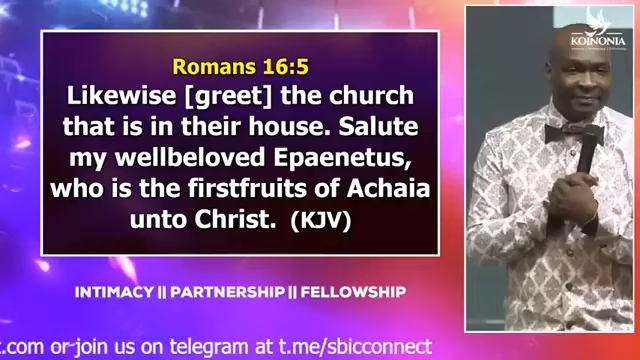 Romans 16:5
Likewise [greet] the church
that is in their house. Salute
my wellbeloved Epaenetus,
who is the firstfruits of Achaia
unto Christ. (KJV)
KOINONIA
INTIMACY || PARTNERSHIP || FELLOWSHIP
.com or join us on telegram at t.me/sbicconnect